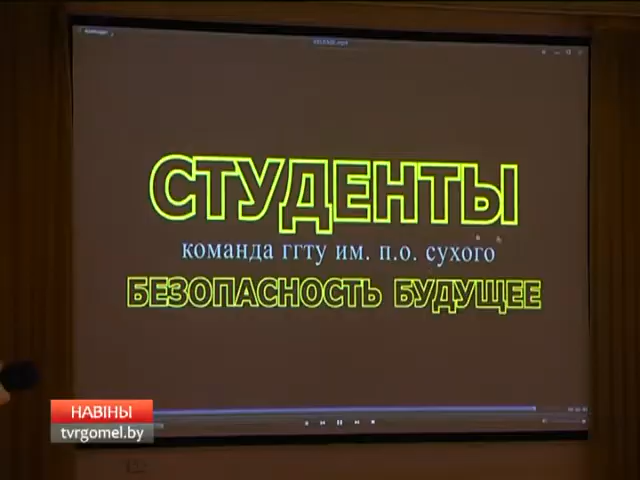 СТУДЕНТЫ
команда ггту им. п.о. сухого
БЕЗОПАСНОСТЬ БУДУЩЕЕ
НАВІНЫ
tvrgomel.by